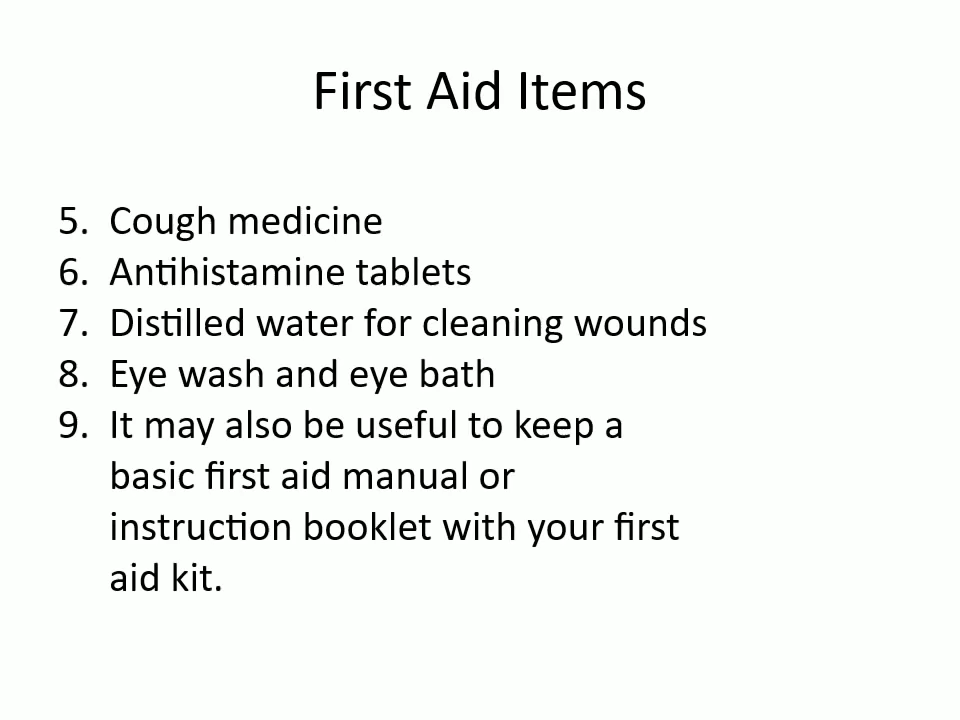 First Aid Items
5. Cough medicine
6. Antihistamine tablets
7. Distilled water for cleaning wounds
8. Eye wash and eye bath
9. It may also be useful to keep a
basic first aid manual or
instruction booklet with your first
aid kit.